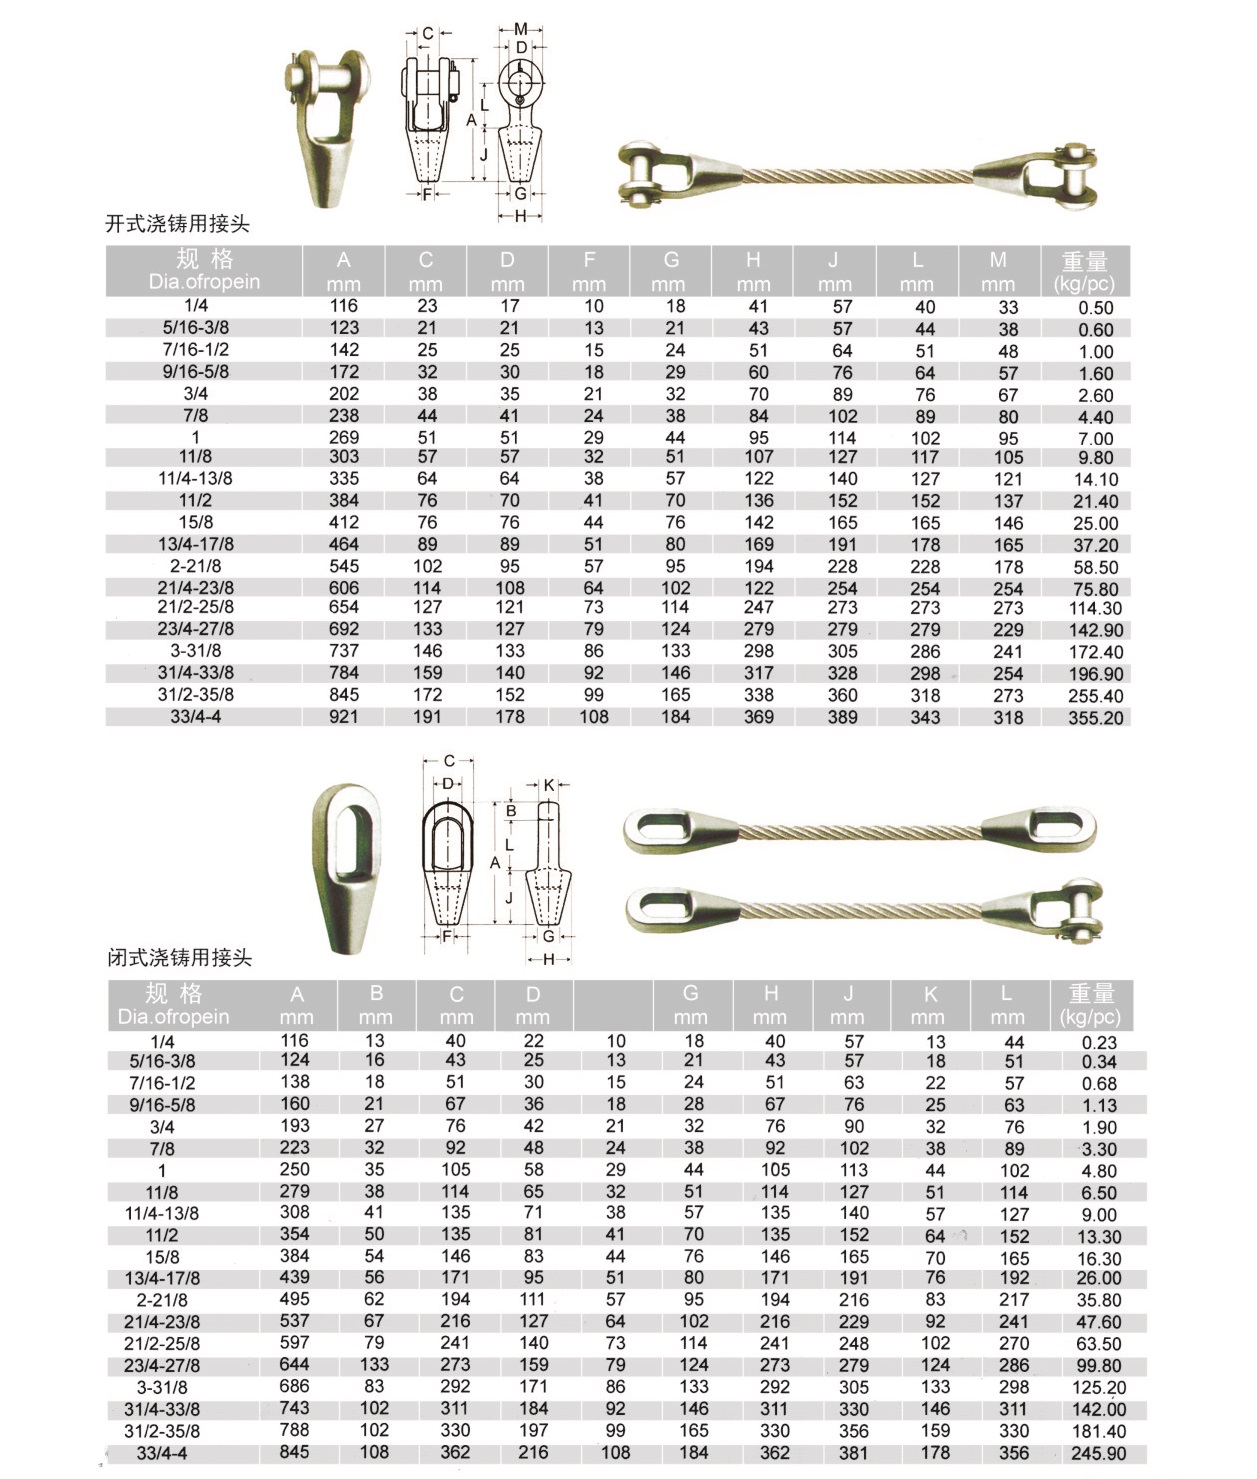 C
M
D
L
A
J
F
G
H
开式浇铸用接头
规 格 A C D F G H J L M 重量
Dia.ofropein mm mm mm mm mm mm mm mm mm (kg/pc)
1/4 116 23 17 10 18 41 57 40 33 0.50
5/16-3/8 123 21 21 13 21 43 57 44 38 0.60
7/16-1/2 142 25 25 15 24 51 64 51 48 1.00
9/16-5/8 172 32 30 18 29 60 76 64 57 1.60
3/4 202 38 35 21 32 70 89 76 67 2.60
7/8 238 44 41 24 38 84 102 89 80 4.40
1 269 51 51 29 44 95 114 102 95 7.00
11/8 303 57 57 32 51 107 127 117 105 9.80
11/4-13/8 335 64 64 38 57 122 140 127 121 14.10
11/2 384 76 70 41 70 136 152 152 137 21.40
15/8 412 76 76 44 76 142 165 165 146 25.00
13/4-17/8 464 89 89 51 80 169 191 178 165 37.20
2-21/8 545 102 95 57 95 194 228 228 178 58.50
21/4-23/8 606 114 108 64 102 122 254 254 254 75.80
21/2-25/8 654 127 121 73 114 247 273 273 273 114.30
23/4-27/8 692 133 127 79 124 279 279 279 229 142.90
3-31/8 737 146 133 86 133 298 305 286 241 172.40
31/4-33/8 784 159 140 92 146 317 328 298 254 196.90
31/2-35/8 845 172 152 99 165 338 360 318 273 255.40
33/4-4 921 191 178 108 184 369 389 343 318 355.20
C
D
K
B
L
A
J
F
G
H
闭式浇铸用接头
规 格 A B C D G H J K L 重量
Dia.ofropein mm mm mm mm mm mm mm mm mm (kg/pc)
1/4 116 13 40 22 10 18 40 57 13 44 0.23
5/16-3/8 124 16 43 25 13 21 43 57 18 51 0.34
7/16-1/2 138 18 51 30 15 24 51 63 22 57 0.68
9/16-5/8 160 21 67 36 18 28 67 76 25 63 1.13
3/4 193 27 76 42 21 32 76 90 32 76 1.90
7/8 223 32 92 48 24 38 92 102 38 89 3.30
1 250 35 105 58 29 44 105 113 44 102 4.80
11/8 279 38 114 65 32 51 114 127 51 114 6.50
11/4-13/8 308 41 135 71 38 57 135 140 57 127 9.00
11/2 354 50 135 81 41 70 135 152 64 152 13.30
15/8 384 54 146 83 44 76 146 165 70 165 16.30
13/4-17/8 439 56 171 95 51 80 171 191 76 192 26.00
2-21/8 495 62 194 111 57 95 194 216 83 217 35.80
21/4-23/8 537 67 216 127 64 102 216 229 92 241 47.60
21/2-25/8 597 79 241 140 73 114 241 248 102 270 63.50
23/4-27/8 644 133 273 159 79 124 273 279 124 286 99.80
3-31/8 686 83 292 171 86 133 292 305 133 298 125.20
31/4-33/8 743 102 311 184 92 146 311 330 146 311 142.00
31/2-35/8 788 102 330 197 99 165 330 356 159 330 181.40
33/4-4 845 108 362 216 108 184 362 381 178 356 245.90